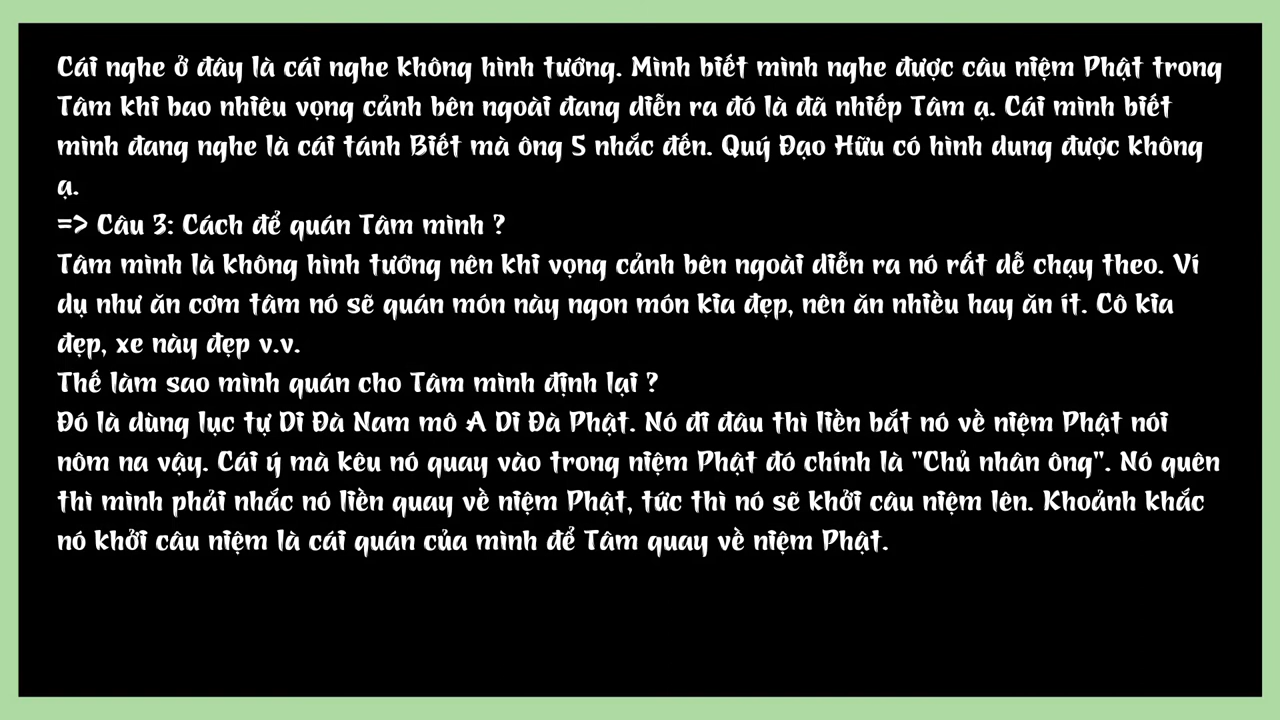 Cái nghe ở đây là cái nghe không hình tướng. Mình biết mình nghe được câu niệm Phật trong
Tâm khi bao nhiêu vọng cảnh bên ngoài đang diễn ra đó là đã nhiếp Tâm ạ. Cái mình biết
mình đang nghe là cái tánh Biết mà ông 5 nhắc đến. Quý Đạo Hữu có hình dung được không
ạ.
=> Câu 3: Cách để quán Tâm mình ?
Tâm mình là không hình tướng nên khi vọng cảnh bên ngoài diễn ra nó rất dễ chạy theo. Ví
dụ như ăn cơm tâm nó sẽ quán món này ngon món kia đẹp, nên ăn nhiều hay ăn ít. Cô kia
đẹp, xe này đẹp v.v.
Thế làm sao mình quán cho Tâm mình định lại ?
Đó là dùng lục tự Di Đà Nam mô A Di Đà Phật. Nó đi đâu thì liền bắt nó về niệm Phật nói
nôm na vậy. Cái ý mà kêu nó quay vào trong niệm Phật đó chính là "Chủ nhân ông". Nó quên
thì mình phải nhắc nó liền quay về niệm Phật, tức thì nó sẽ khởi câu niệm lên. Khoảnh khắc
nó khởi câu niệm là cái quán của mình để Tâm quay về niệm Phật.